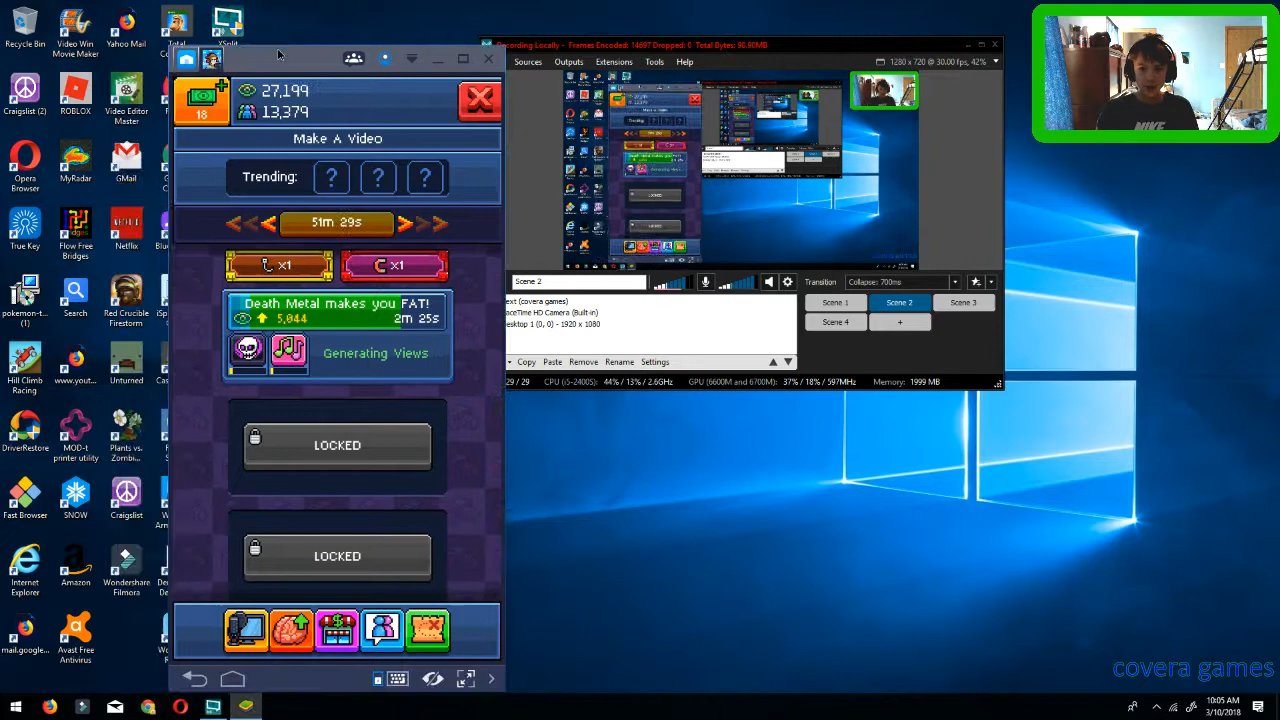 Recycle Bin
Video Win Movie Maker
Yahoo Mail
Total
XSplit
Craigslist (2)
ROBLOX
Video Editor Master
Opera Browser
MyRadar
GMail
True Key
Flow Free Bridges
Netflix
pokemon-t... (1)
Search
Red Crucible Firestorm
Hill Climb Racing
www.yout...
Unturned
DriverRestore
MOD-t printer utility
Plants vs. Zombi...
Fast Browser
SNOW
Craigslist
Internet Explorer
Amazon
Wondershare Filmora
mail.google...
Avast Free Antivirus
18
27,199
13,379
Make A Video
Trending: ? ? ?
51m 29s
x1
x1
Death Metal makes you FAT!
5,044 2m 25s
Generating Views
LOCKED
LOCKED
Recording Locally - Frames Encoded: 14697 Dropped: 0 Total Bytes: 90.90MB
Sources Outputs Extensions Tools Help
1280 x 720 @ 30.00 fps, 42%
Scene 2
Transition Collapse: 700ms
ext (covera games)
aceTime HD Camera (Built-in)
esktop 1 (0, 0) - 1920 x 1080
Scene 1 Scene 2 Scene 3
Scene 4 +
Copy Paste Remove Rename Settings
29 / 29 CPU (i5-2400S): 44% / 13% / 2.6GHz GPU (6600M and 6700M): 37% / 18% / 597MHz Memory: 1999 MB
NIKE
covera games
10:05 AM
3/10/2018